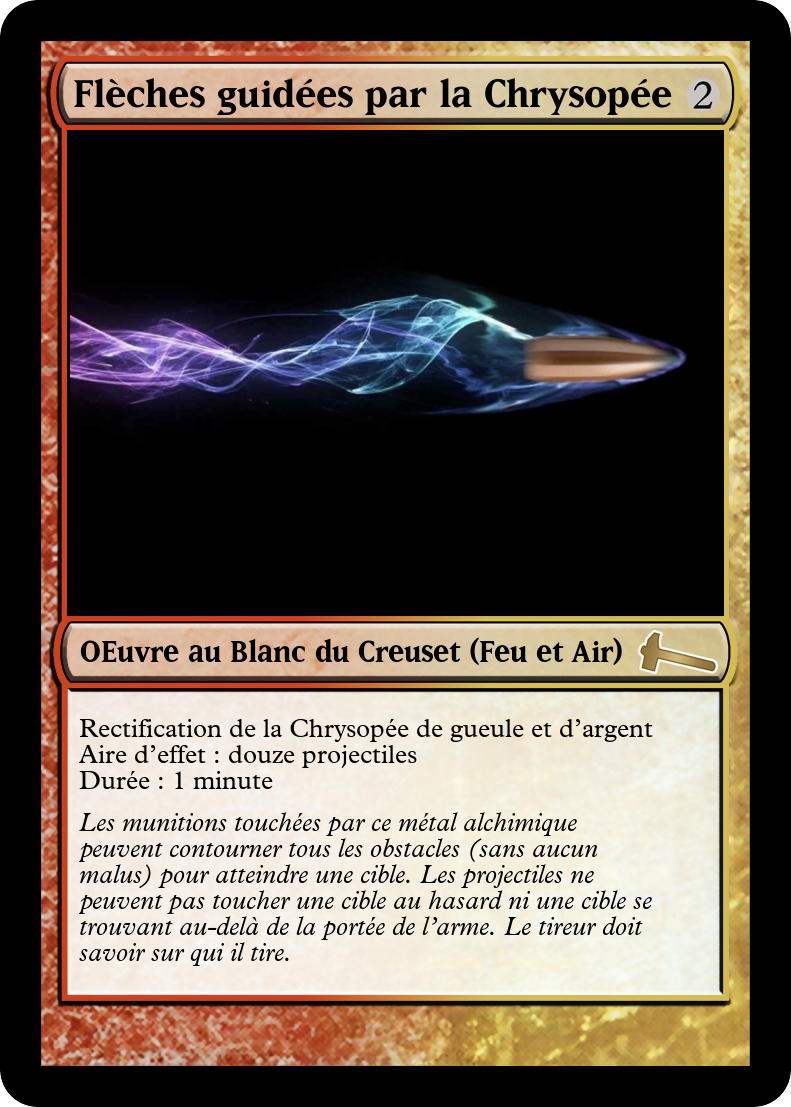 Flèches guidées par la Chrysopée 2
OEuvre au Blanc du Creuset (Feu et Air)
Rectification de la Chrysopée de gueule et d'argent
Aire d'effet : douze projectiles
Durée : 1 minute
Les munitions touchées par ce métal alchimique
peuvent contourner tous les obstacles (sans aucun
malus) pour atteindre une cible. Les projectiles ne
peuvent pas toucher une cible au hasard ni une cible se
trouvant au-delà de la portée de l'arme. Le tireur doit
savoir sur qui il tire.